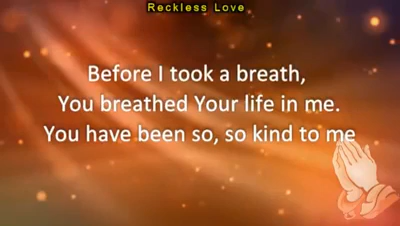 Reckless Love
Before I took a breath,
You breathed Your life in me.
You have been so, so kind to me